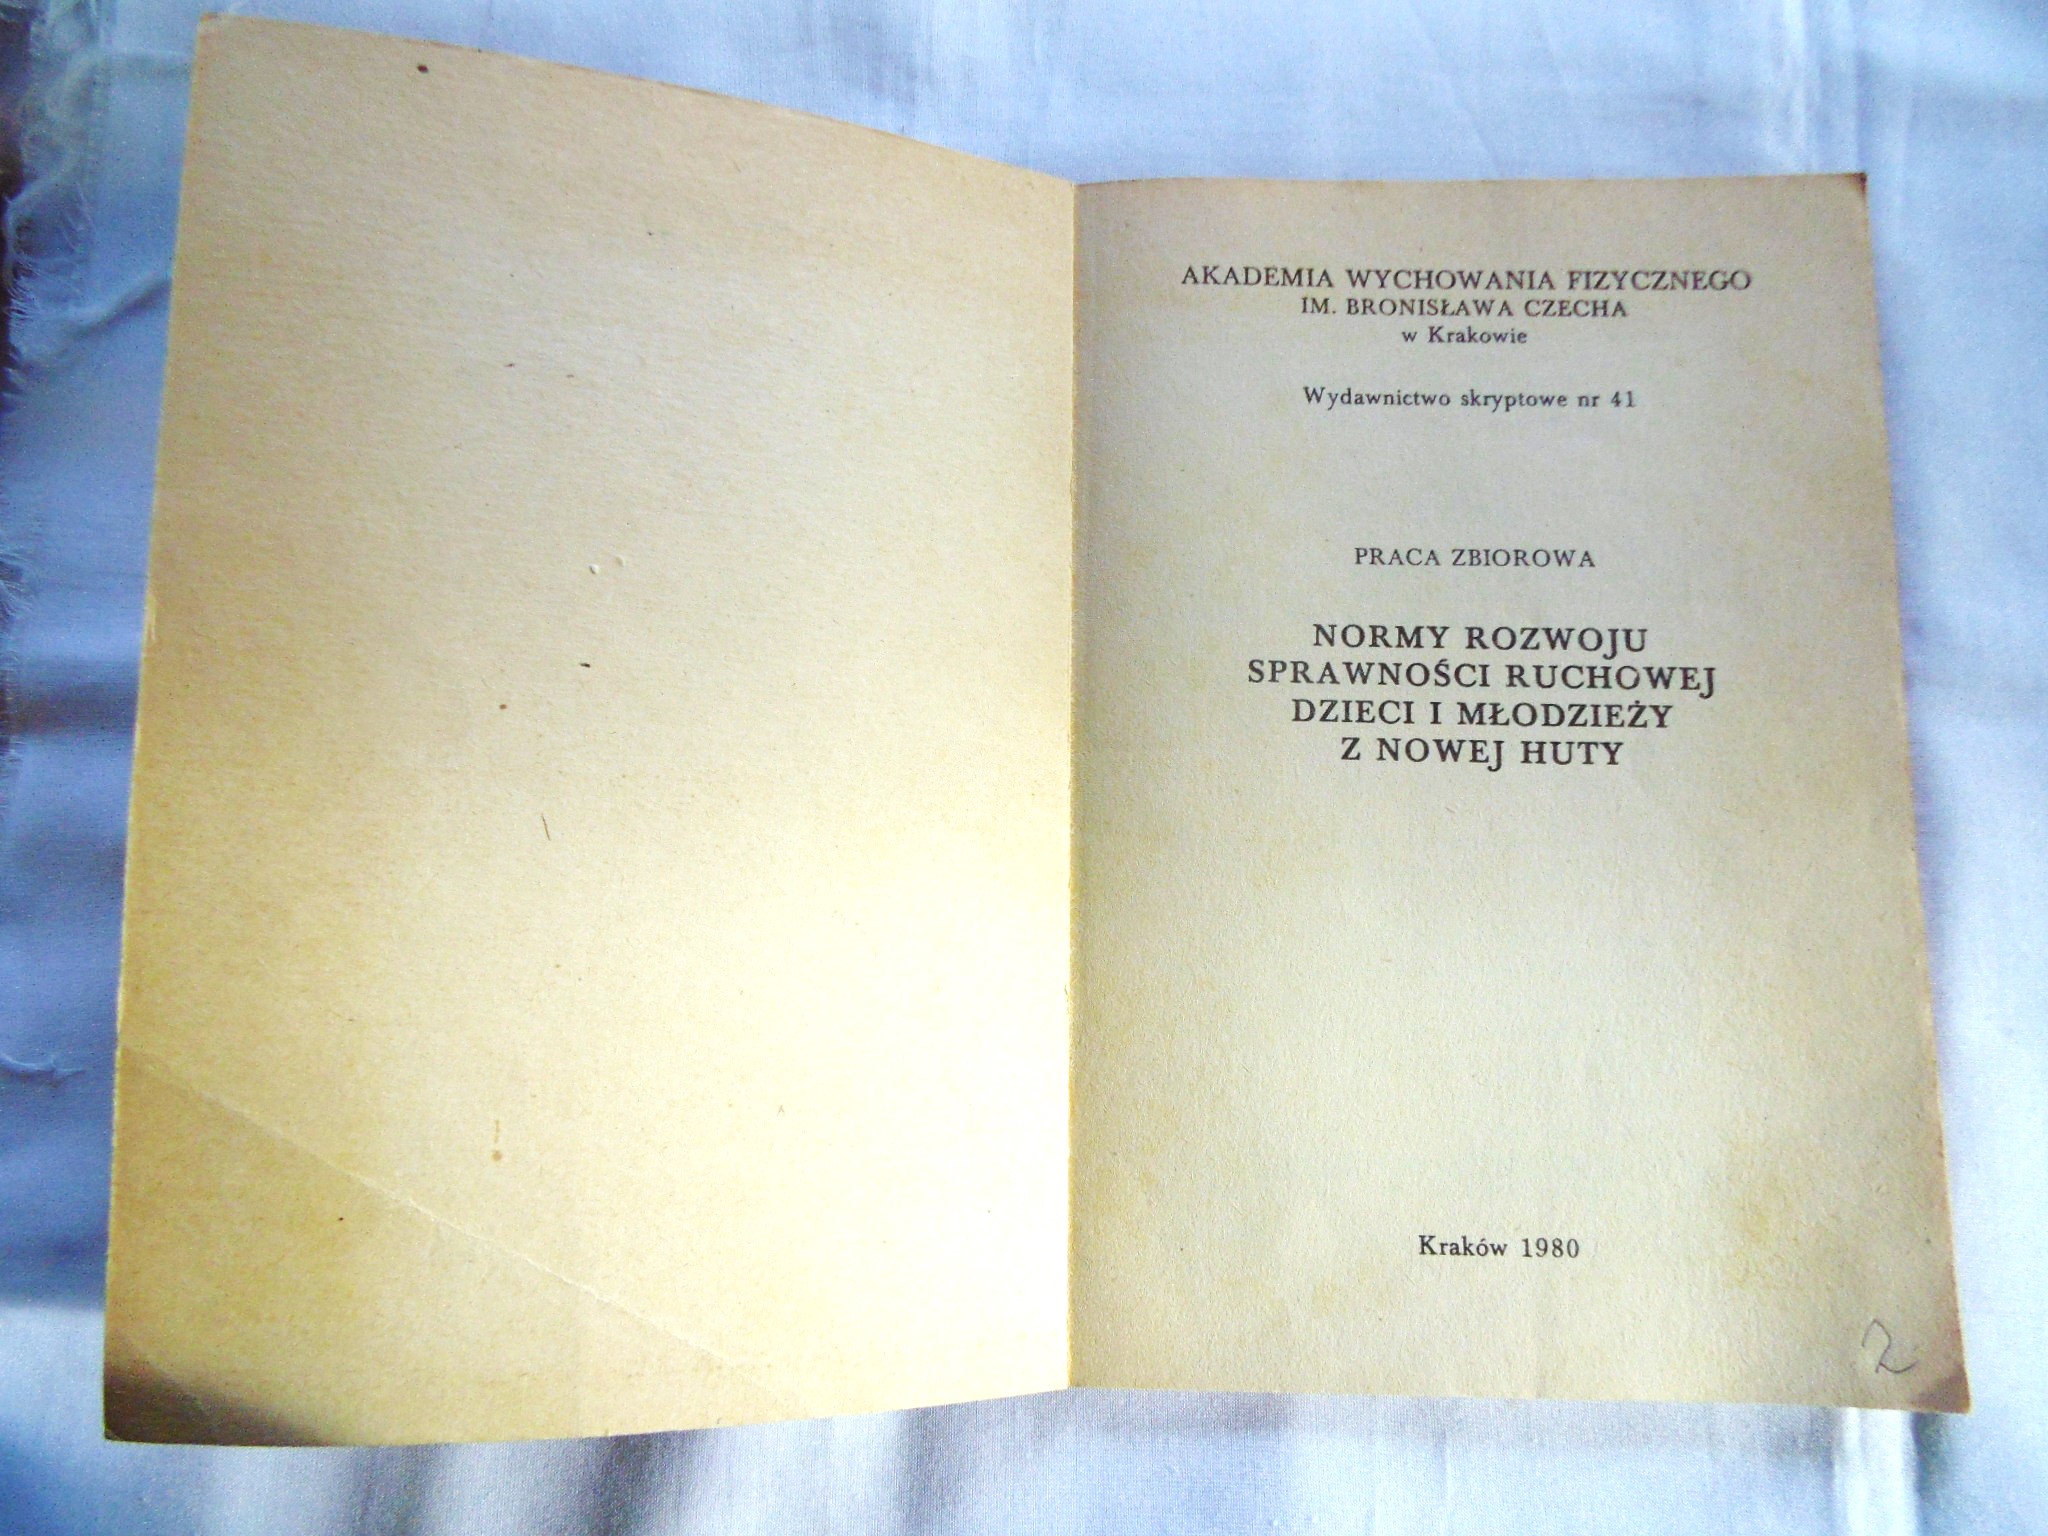 AKADEMIA WYCHOWANIA FIZYCZNEGO
IM. BRONISŁAWA CZECHA
w Krakowie
Wydawnictwo skryptowe nr 41
PRACA ZBIOROWA
NORMY ROZWOJU
SPRAWNOŚCI RUCHOWEJ
DZIECI I MŁODZIEŻY
Z NOWEJ HUTY
Kraków 1980
2